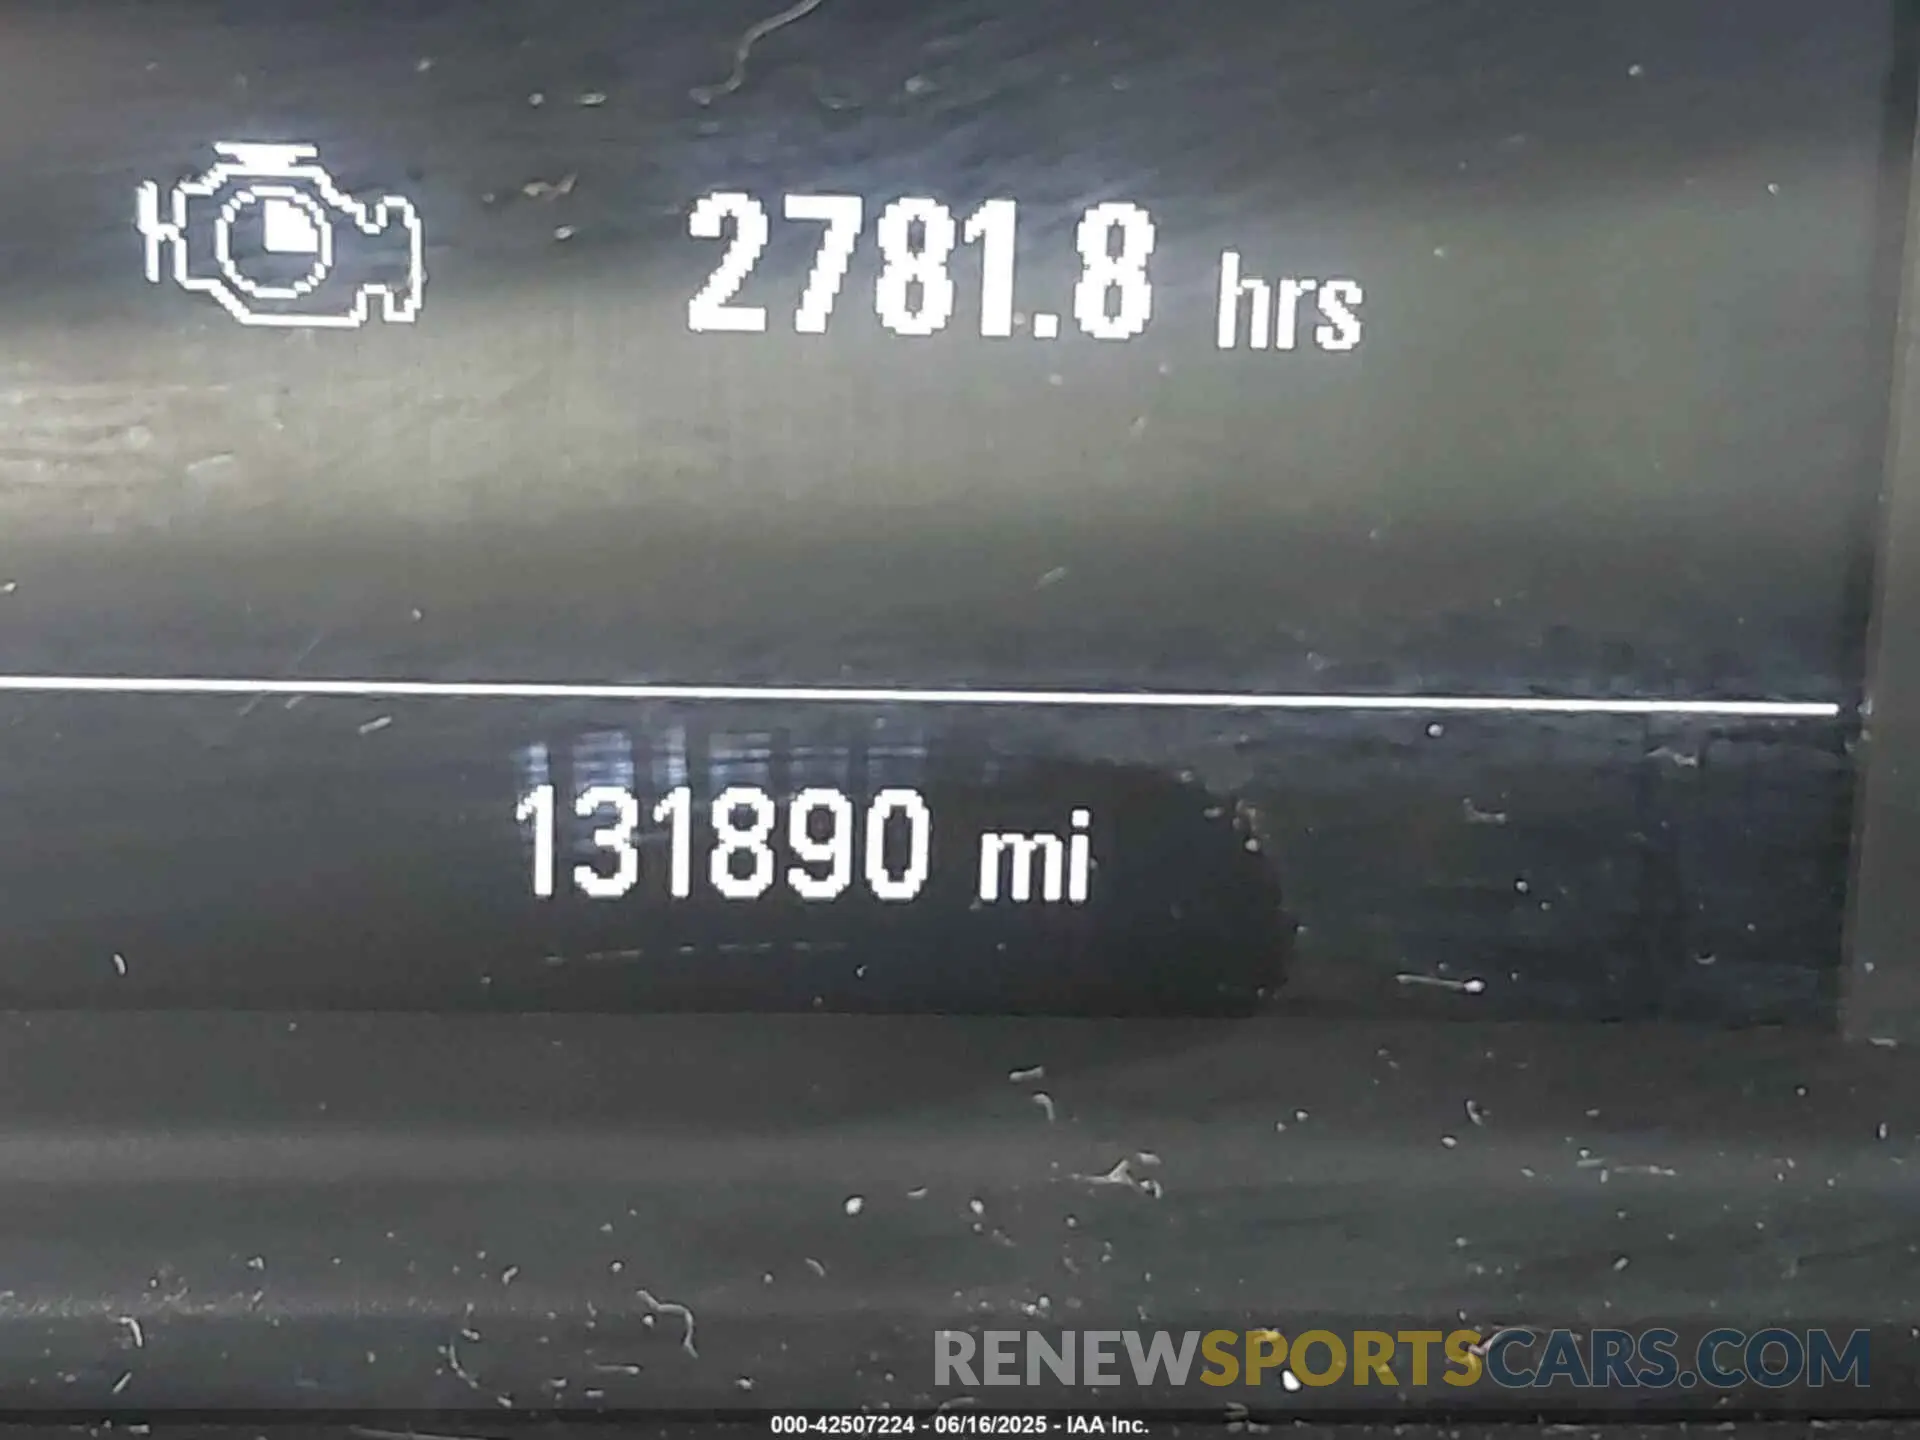 2781.8 hrs
131890 mi
RENEWSPORTSCARS.COM
000-42507224 - 06/16/2025 - IAA Inc.